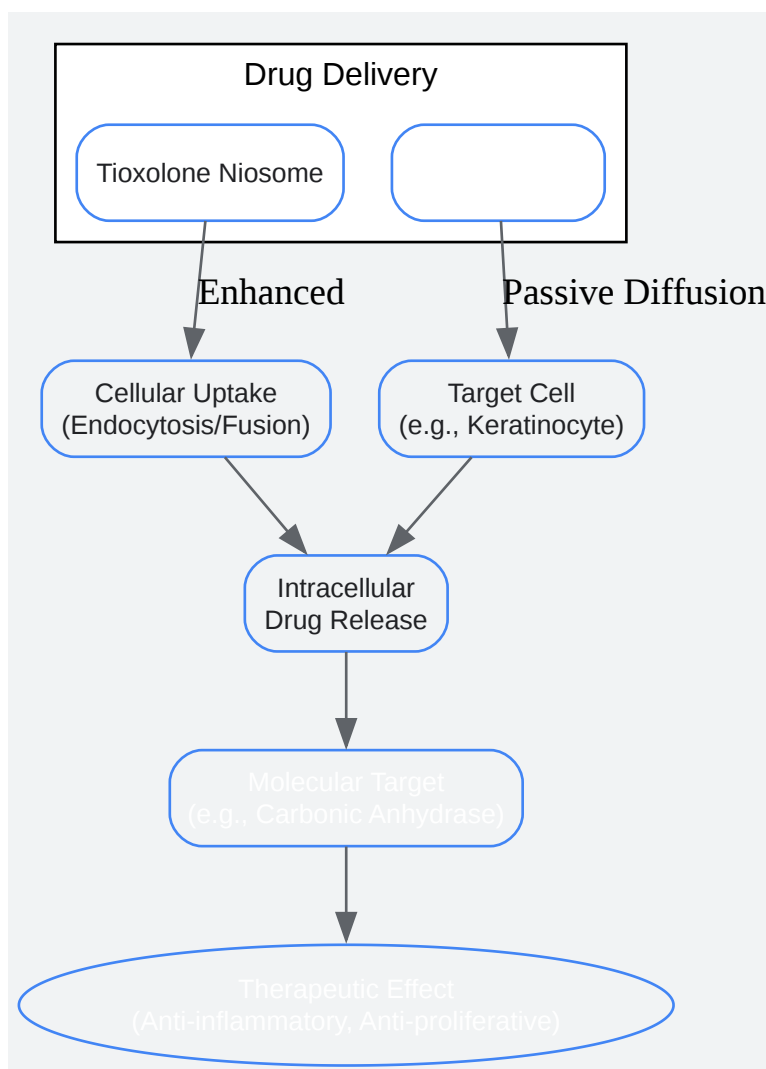 Drug Delivery
Tioxolone Niosome
Enhanced
Passive Diffusion
Cellular Uptake
(Endocytosis/Fusion)
Target Cell
(e.g., Keratinocyte)
Intracellular
Drug Release
Molecular Target
(e.g., Carbonic Anhydrase)
Therapeutic Effect
(Anti-inflammatory, Anti-proliferative)